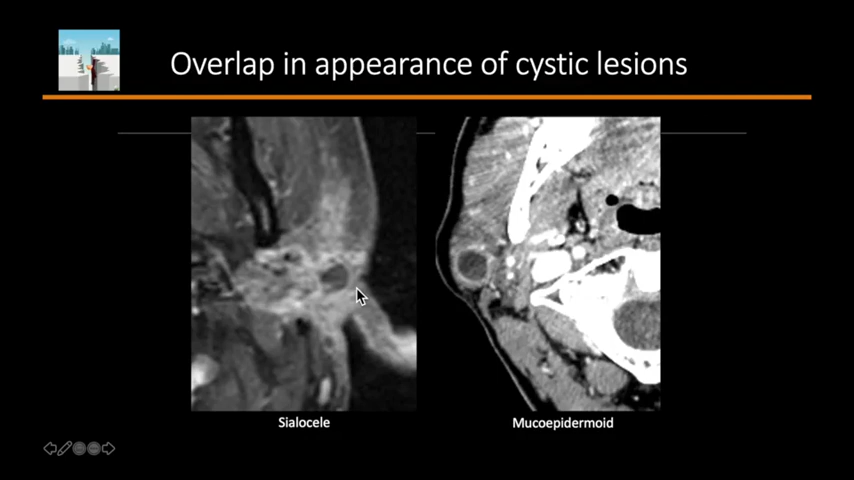 Overlap in appearance of cystic lesions
Sialocele
Mucoepidermoid